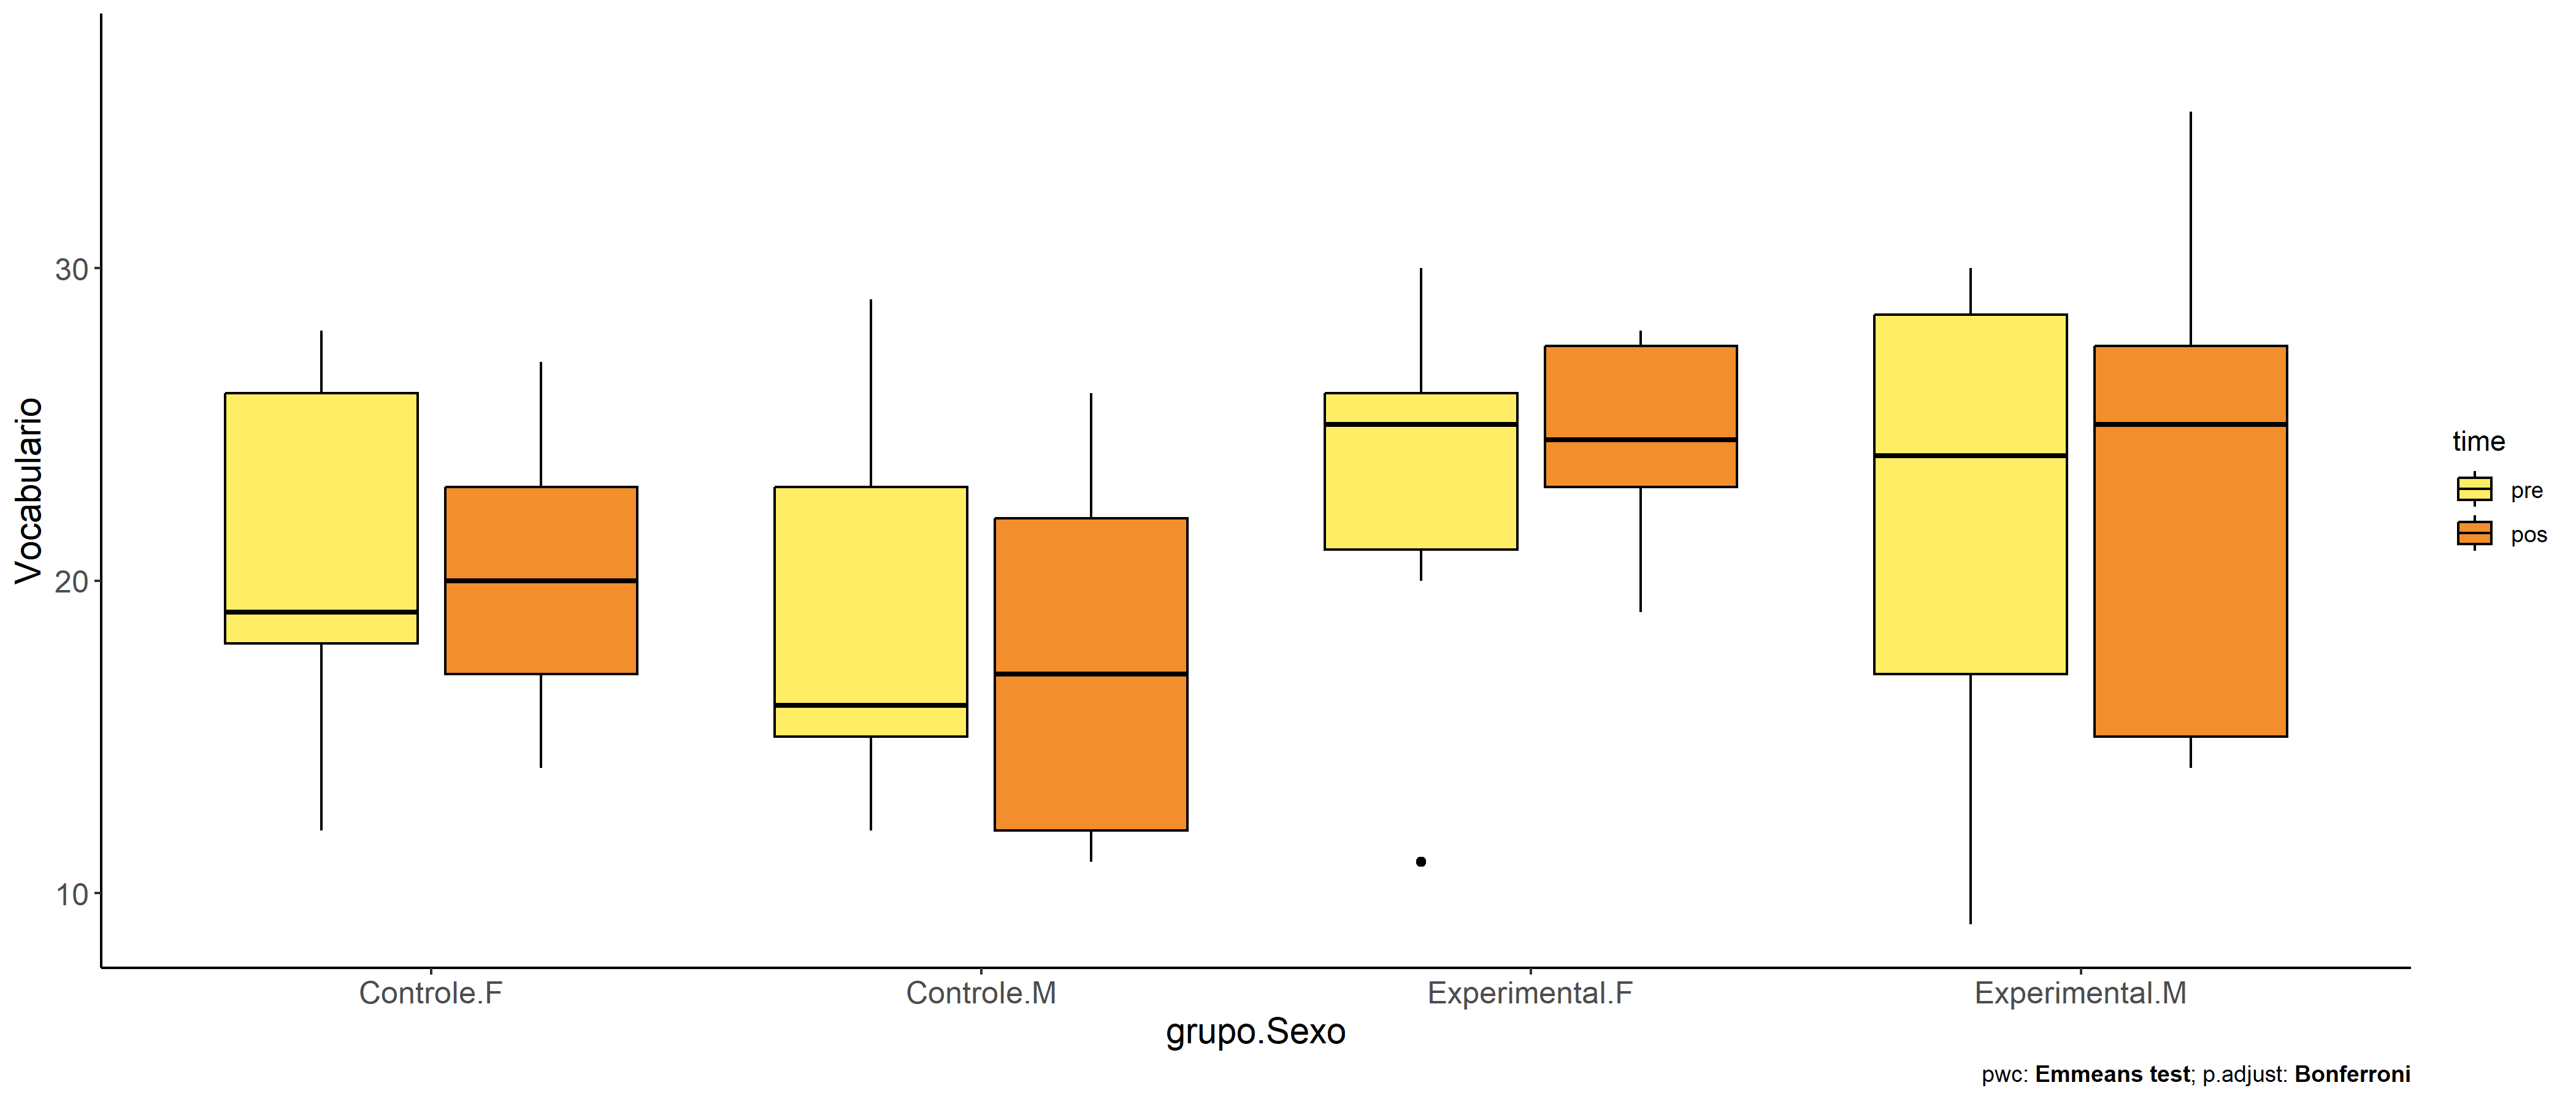 Vocabulario
30
20
10
Controle.F
Controle.M
Experimental.F
Experimental.M
grupo.Sexo
time
pre
pos
pwc: Emmeans test; p.adjust: Bonferroni